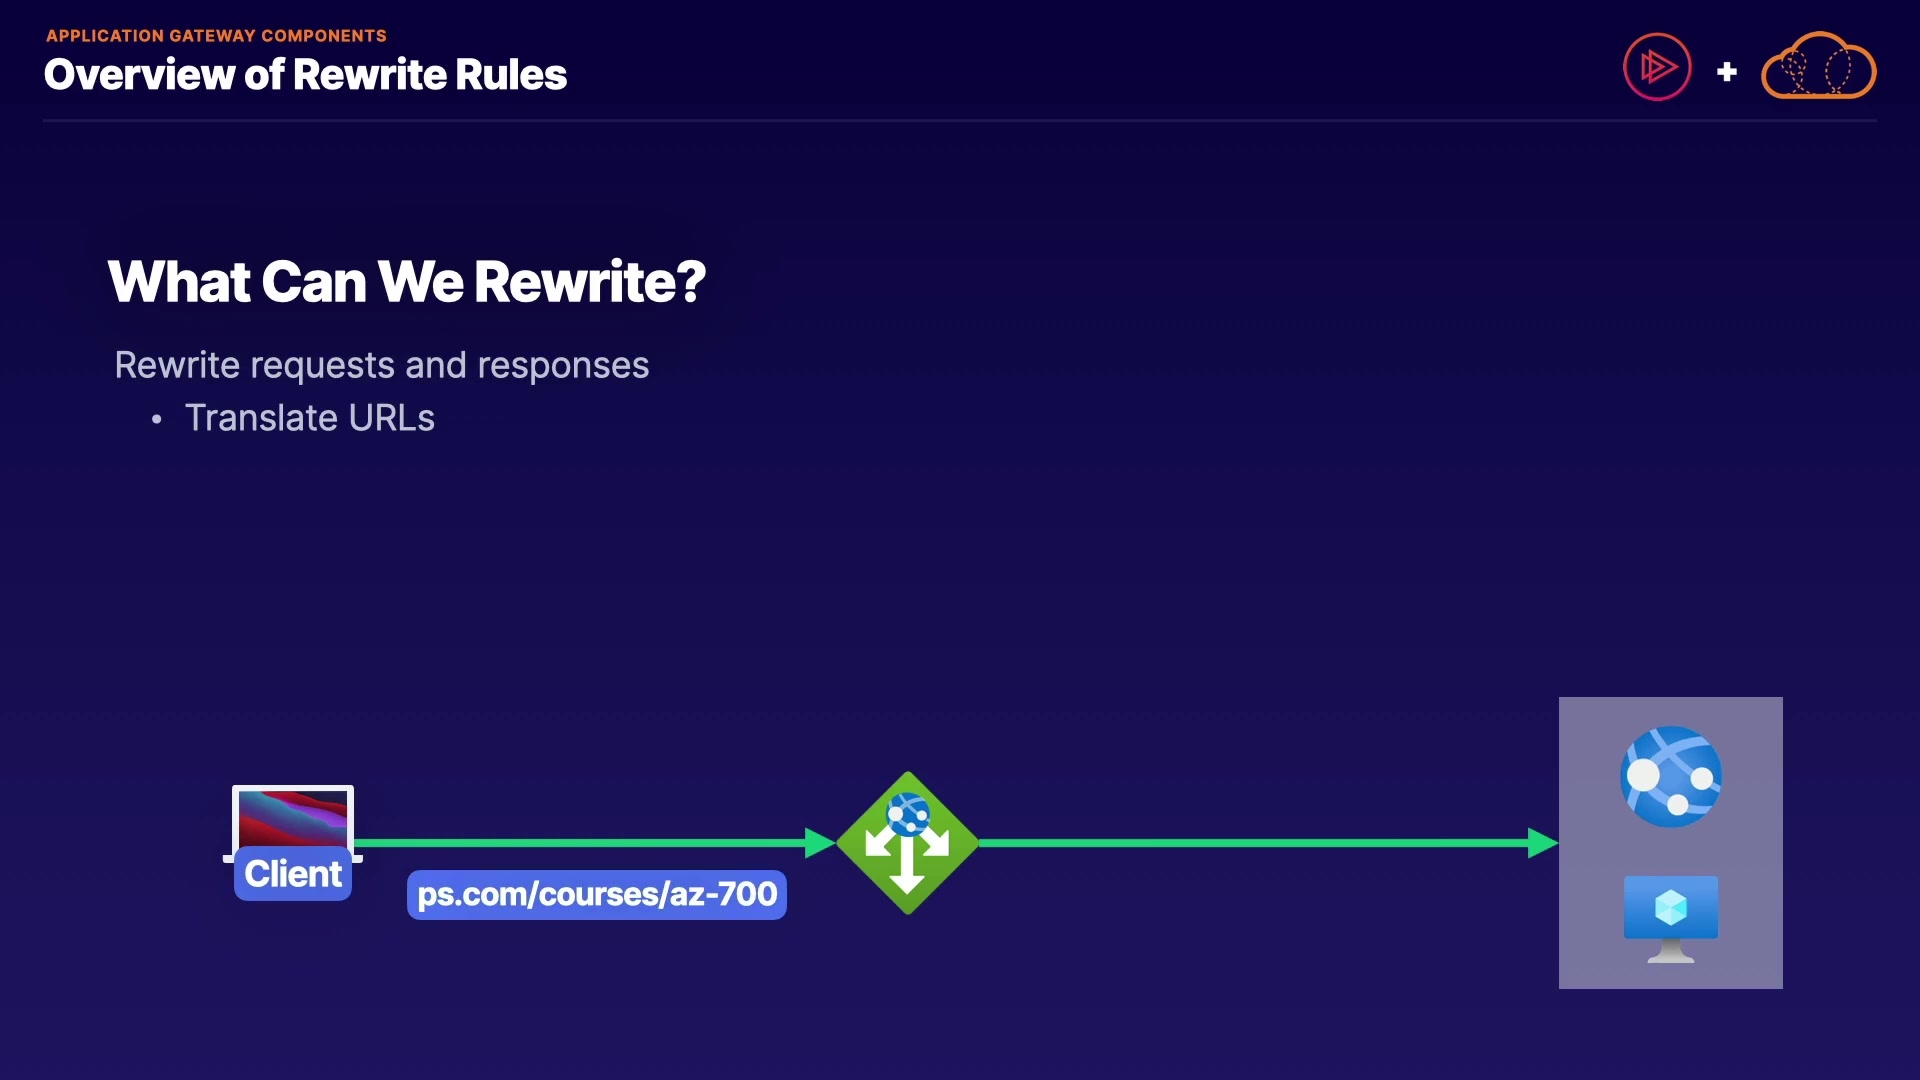 APPLICATION GATEWAY COMPONENTS
Overview of Rewrite Rules
What Can We Rewrite?
Rewrite requests and responses
• Translate URLs
Client
ps.com/courses/az-700